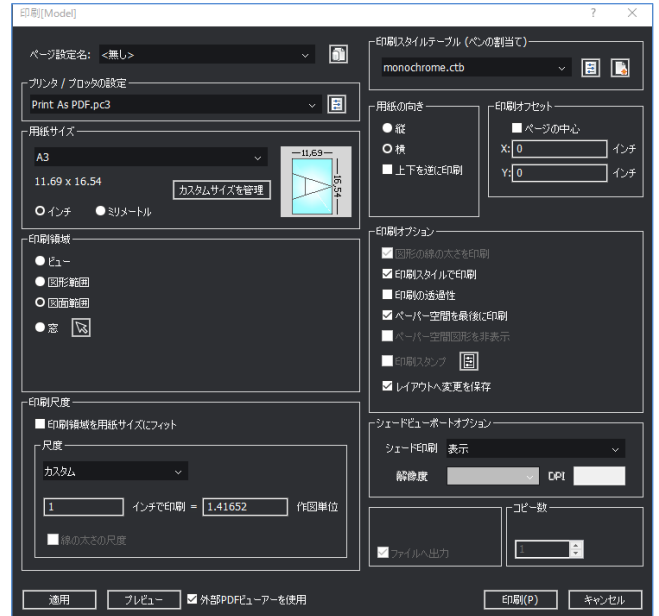 印刷[Model]
ページ設定名: <無し>
プリンタ / プロッタの設定
Print As PDF.pc3
用紙サイズ
A3
11.69 x 16.54
カスタムサイズを管理
11,69
16,54
インチ ミリメートル
印刷領域
ビュー
図形範囲
図面範囲
窓
印刷尺度
印刷領域を用紙サイズにフィット
尺度
カスタム
1 インチで印刷 = 1.41652 作図単位
線の太さの尺度
印刷スタイルテーブル (ペンの割当て)
monochrome.ctb
用紙の向き
縦
横
上下を逆に印刷
印刷オフセット
ページの中心
X: 0 インチ
Y: 0 インチ
印刷オプション
図形の線の太さを印刷
印刷スタイルで印刷
印刷の透過性
ペーパー空間を最後に印刷
ペーパー空間図形を非表示
印刷スタンプ
レイアウトへ変更を保存
シェードビューポートオプション
シェード印刷 表示
解像度 DPI
ファイルへ出力
コピー数
1
適用 プレビュー 外部PDFビューアーを使用 印刷(P) キャンセル